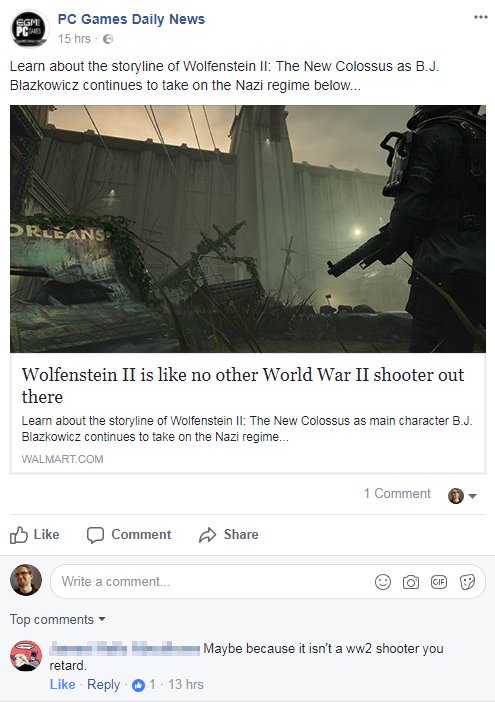 PC Games Daily News
15 hrs ·
Learn about the storyline of Wolfenstein II: The New Colossus as B.J.
Blazkowicz continues to take on the Nazi regime below...
ORLEANS
Wolfenstein II is like no other World War II shooter out
there
Learn about the storyline of Wolfenstein II: The New Colossus as main character B.J.
Blazkowicz continues to take on the Nazi regime...
WALMART.COM
1 Comment
Like Comment Share
Write a comment...
GIF
Top comments
Maybe because it isn't a ww2 shooter you
retard.
Like · Reply · 1 · 13 hrs